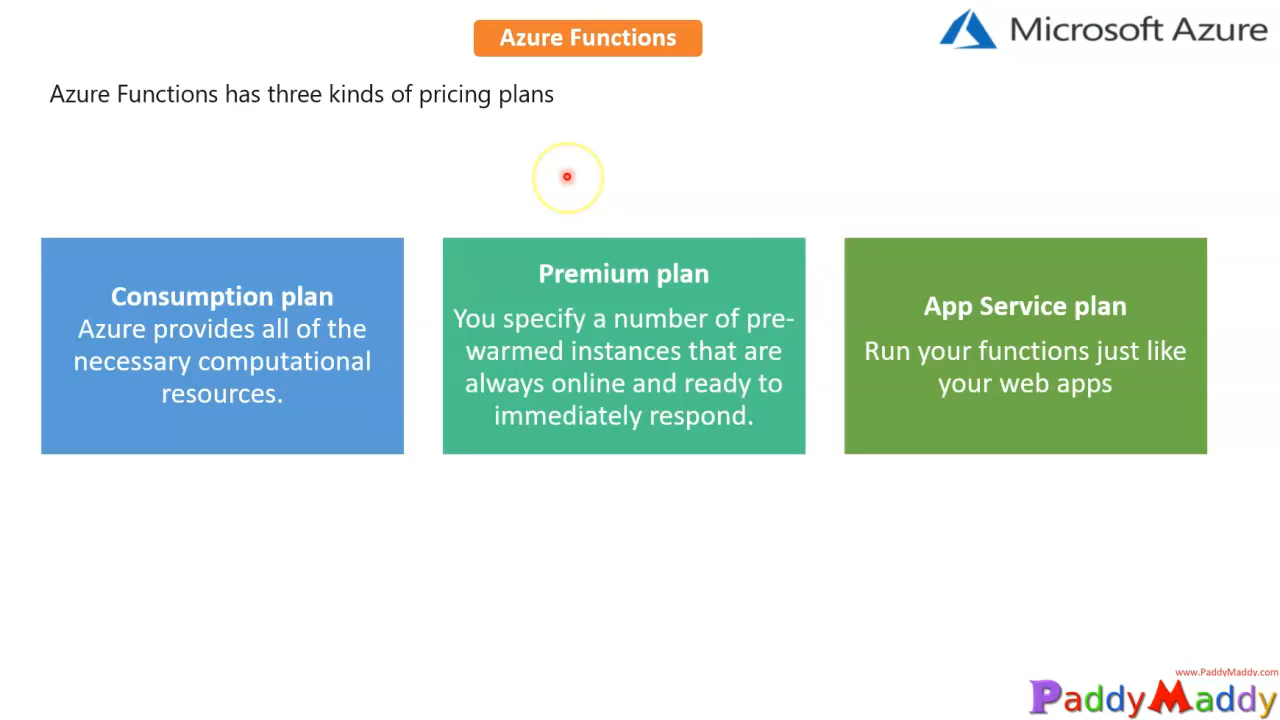 Azure Functions
Microsoft Azure
Azure Functions has three kinds of pricing plans
Consumption plan
Azure provides all of the
necessary computational
resources.
Premium plan
You specify a number of pre-
warmed instances that are
always online and ready to
immediately respond.
App Service plan
Run your functions just like
your web apps
www.PaddyMaddy.com
PaddyMaddy